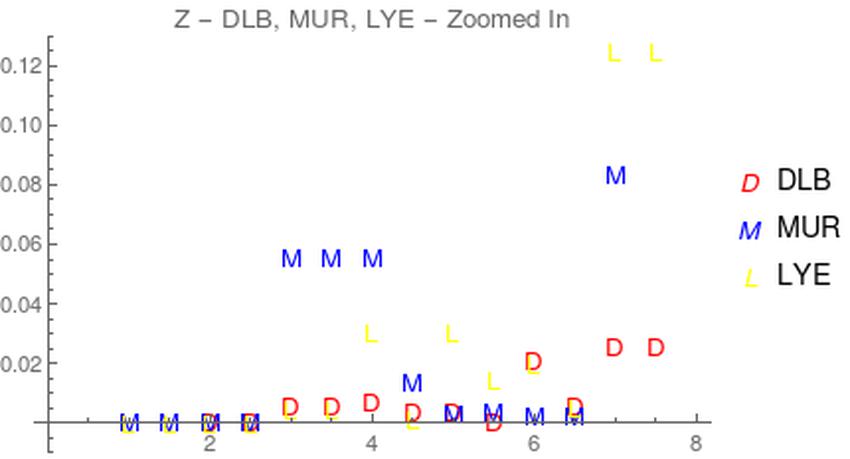 Z − DLB, MUR, LYE − Zoomed In
L L
0.12
0.10
M
0.08
D DLB
M MUR
L LYE
0.06
M M M
0.04
L L
D D D
0.02
L
M L
D D D D D M M L D
M M M M L L L D M M
2 4 6 8